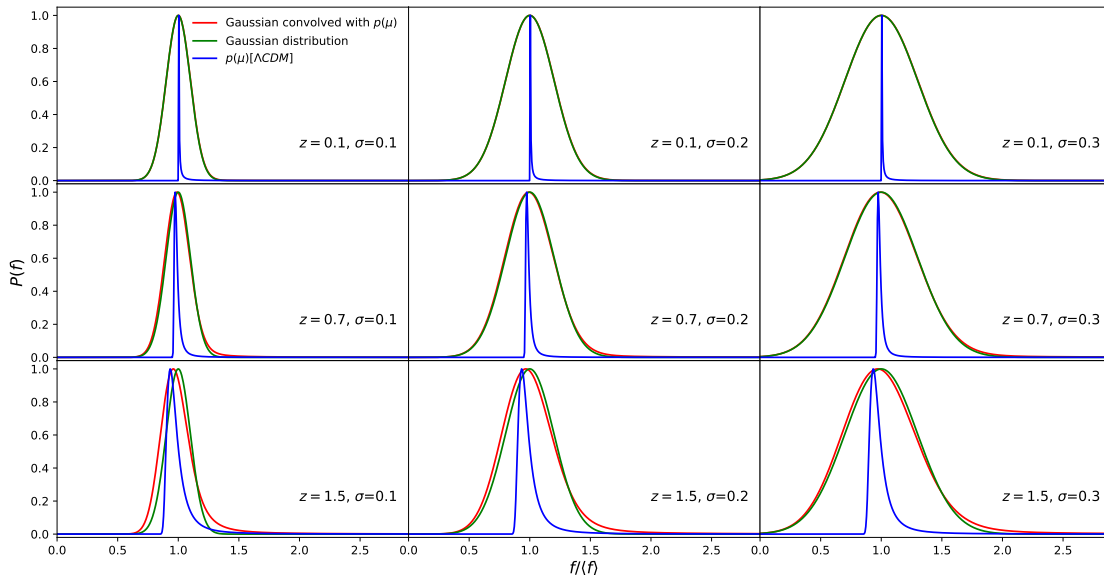 Gaussian convolved with p(μ)
Gaussian distribution
p(μ)[ΛCDM]
1.0
0.8
0.6
0.4
0.2
0.0
z = 0.1, σ=0.1
z = 0.1, σ=0.2
z = 0.1, σ=0.3
1.0
0.8
0.6
0.4
0.2
0.0
P(f)
z = 0.7, σ=0.1
z = 0.7, σ=0.2
z = 0.7, σ=0.3
1.0
0.8
0.6
0.4
0.2
0.0
z = 1.5, σ=0.1
z = 1.5, σ=0.2
z = 1.5, σ=0.3
0.0 0.5 1.0 1.5 2.0 2.5 0.0 0.5 1.0 1.5 2.0 2.5 0.0 0.5 1.0 1.5 2.0 2.5
f/⟨f⟩